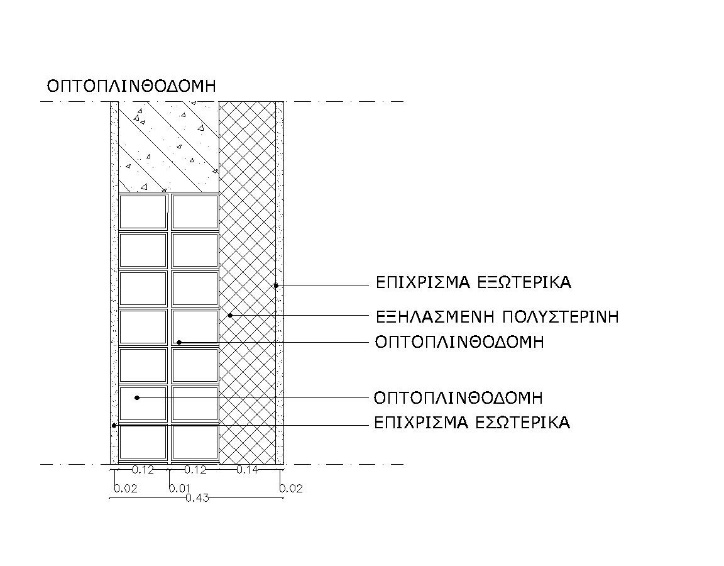 ΟΠΤΟΠΛΙΝΘΟΔΟΜΗ
ΕΠΙΧΡΙΣΜΑ ΕΞΩΤΕΡΙΚΑ
ΕΞΗΛΑΣΜΕΝΗ ΠΟΛΥΣΤΕΡΙΝΗ
ΟΠΤΟΠΛΙΝΘΟΔΟΜΗ
ΟΠΤΟΠΛΙΝΘΟΔΟΜΗ
ΕΠΙΧΡΙΣΜΑ ΕΣΩΤΕΡΙΚΑ
0.12 0.12 0.14
0.02 0.01 0.02
0.43